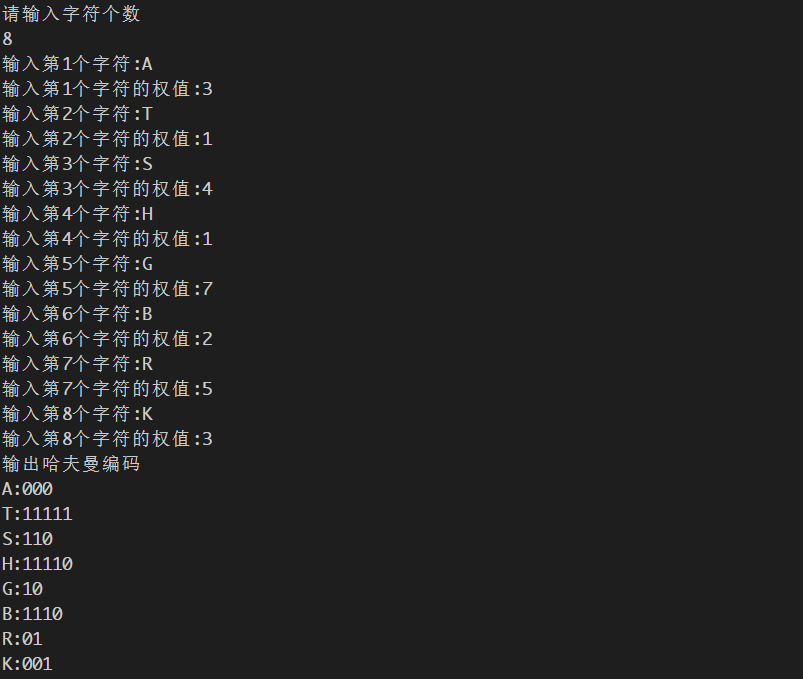 请输入字符个数
8
输入第1个字符:A
输入第1个字符的权值:3
输入第2个字符:T
输入第2个字符的权值:1
输入第3个字符:S
输入第3个字符的权值:4
输入第4个字符:H
输入第4个字符的权值:1
输入第5个字符:G
输入第5个字符的权值:7
输入第6个字符:B
输入第6个字符的权值:2
输入第7个字符:R
输入第7个字符的权值:5
输入第8个字符:K
输入第8个字符的权值:3
输出哈夫曼编码
A:000
T:11111
S:110
H:11110
G:10
B:1110
R:01
K:001